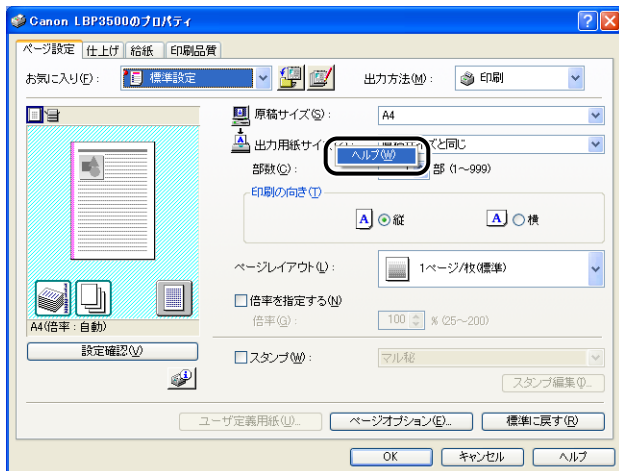 Canon LBP3500のプロパティ
ページ設定 仕上げ 給紙 印刷品質
お気に入り(F): 標準設定 出力方法(M): 印刷
原稿サイズ(S): A4
出力用紙サイ
ヘルプ(W)
部数(C): 部 (1～999)
印刷の向き(T)
A 縦 A 横
ページレイアウト(L): 1ページ/枚(標準)
倍率を指定する(N)
倍率(G): 100 % (25～200)
A4(倍率:自動)
設定確認(V)
スタンプ(W): マル秘
スタンプ編集(I)...
ユーザ定義用紙(U)... ページオプション(E)... 標準に戻す(R)
OK キャンセル ヘルプ